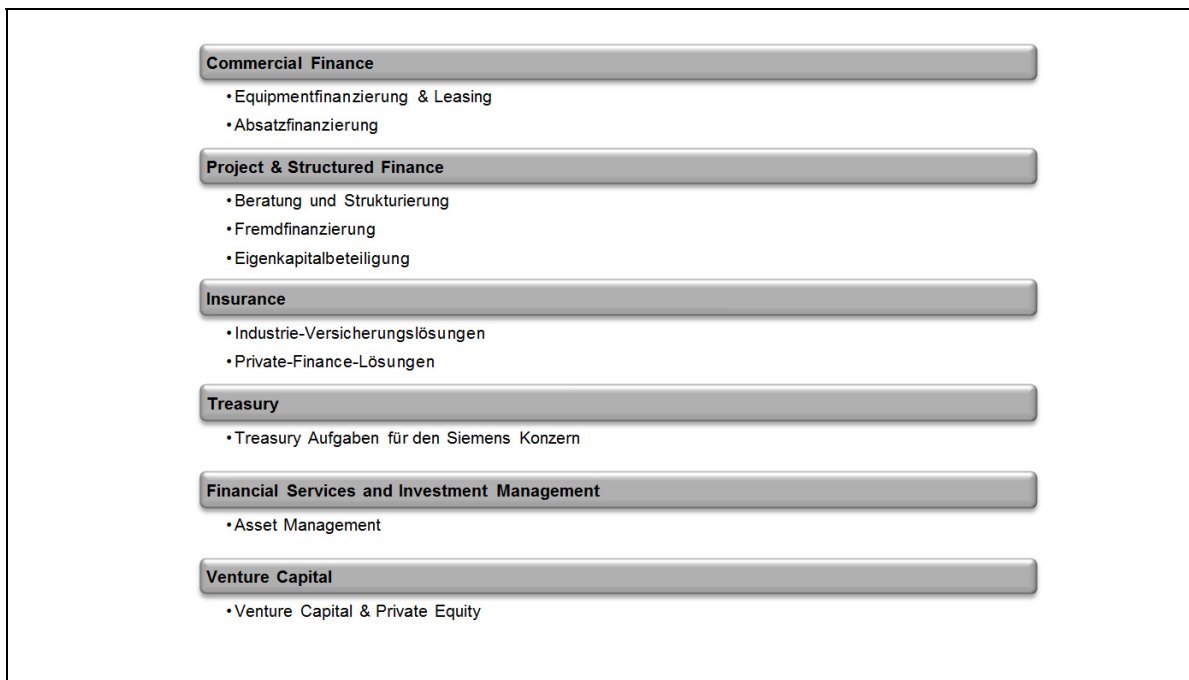 Commercial Finance
•Equipmentfinanzierung & Leasing
•Absatzfinanzierung
Project & Structured Finance
•Beratung und Strukturierung
•Fremdfinanzierung
•Eigenkapitalbeteiligung
Insurance
•Industrie-Versicherungslösungen
•Private-Finance-Lösungen
Treasury
•Treasury Aufgaben für den Siemens Konzern
Financial Services and Investment Management
•Asset Management
Venture Capital
•Venture Capital & Private Equity